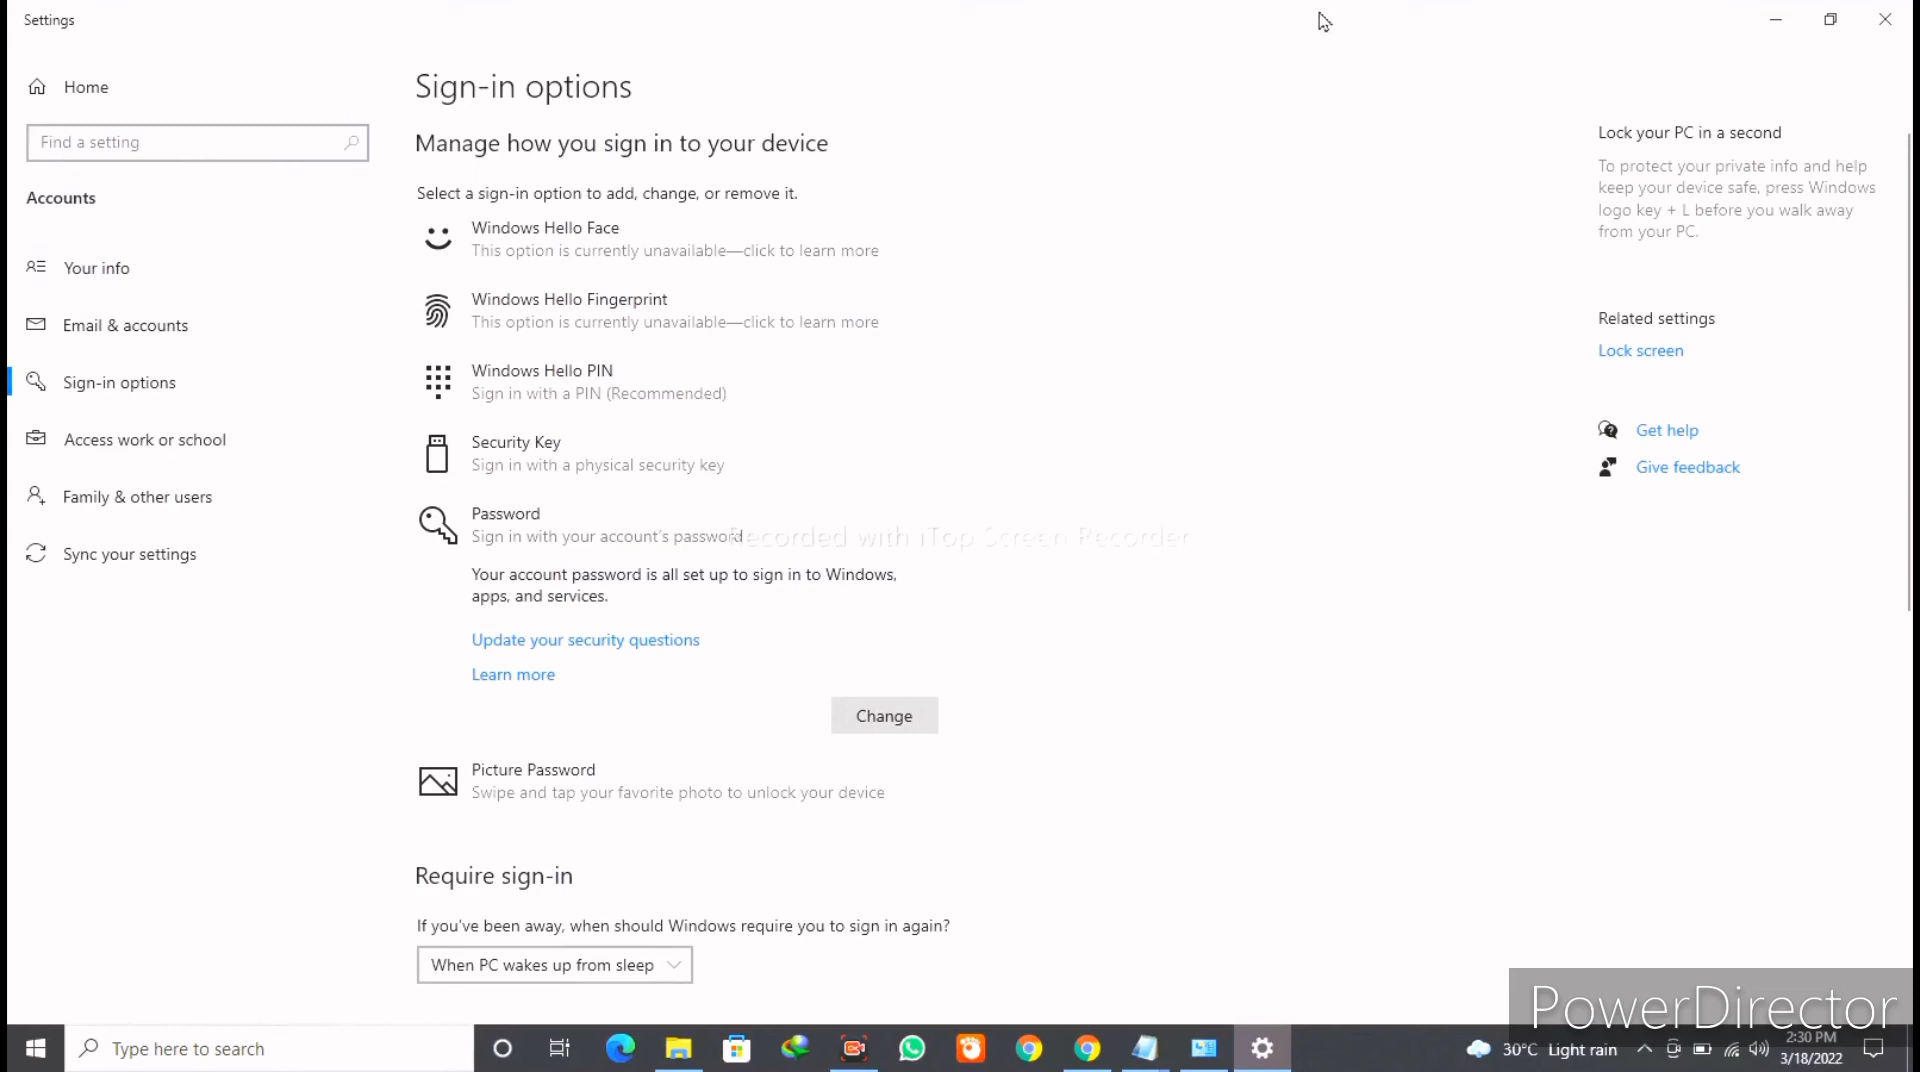 Settings
Home
Find a setting
Accounts
Your info
Email & accounts
Sign-in options
Access work or school
Family & other users
Sync your settings
Sign-in options
Manage how you sign in to your device
Select a sign-in option to add, change, or remove it.
Windows Hello Face
This option is currently unavailable—click to learn more
Windows Hello Fingerprint
This option is currently unavailable—click to learn more
Windows Hello PIN
Sign in with a PIN (Recommended)
Security Key
Sign in with a physical security key
Password
Sign in with your account's password
Recorded with iTop Screen Recorder
Your account password is all set up to sign in to Windows,
apps, and services.
Update your security questions
Learn more
Change
Picture Password
Swipe and tap your favorite photo to unlock your device
Require sign-in
If you've been away, when should Windows require you to sign in again?
When PC wakes up from sleep
Lock your PC in a second
To protect your private info and help
keep your device safe, press Windows
logo key + L before you walk away
from your PC.
Related settings
Lock screen
Get help
Give feedback
PowerDirector
Type here to search
30°C Light rain
2:30 PM
3/18/2022